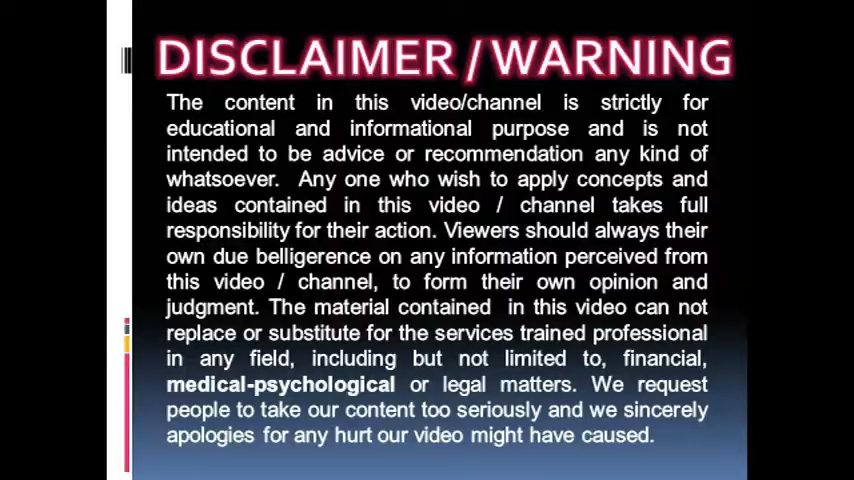 DISCLAIMER / WARNING
The content in this video/channel is strictly for
educational and informational purpose and is not
intended to be advice or recommendation any kind of
whatsoever. Any one who wish to apply concepts and
ideas contained in this video / channel takes full
responsibility for their action. Viewers should always their
own due belligerence on any information perceived from
this video / channel, to form their own opinion and
judgment. The material contained in this video can not
replace or substitute for the services trained professional
in any field, including but not limited to, financial,
medical-psychological or legal matters. We request
people to take our content too seriously and we sincerely
apologies for any hurt our video might have caused.